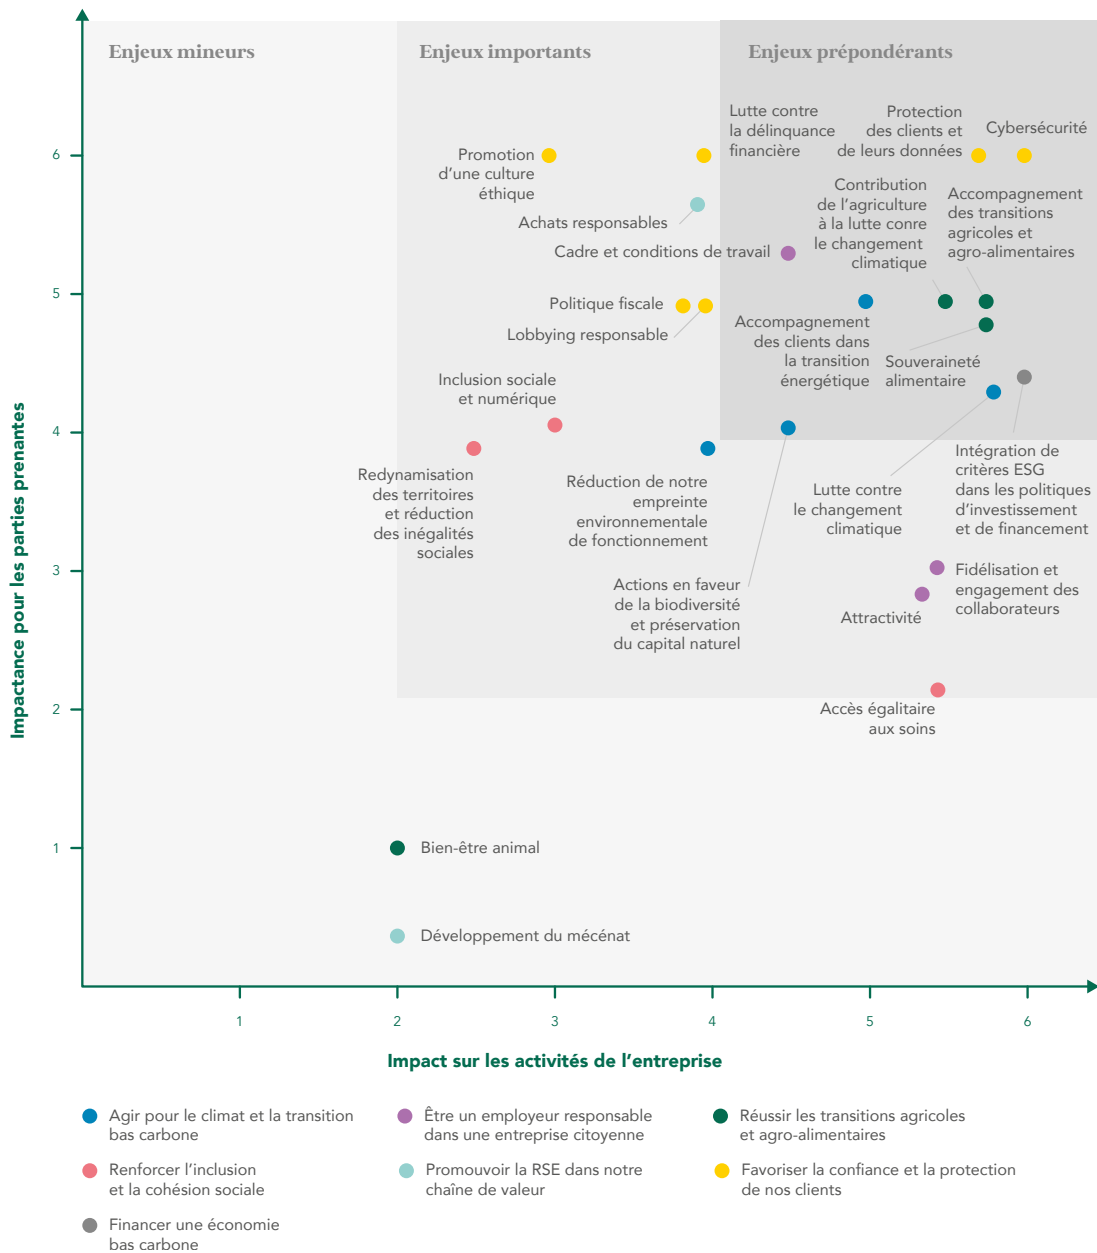 Enjeux mineurs
Enjeux importants
Enjeux prépondérants
Impactance pour les parties prenantes
6
5
4
3
2
1
Promotion
d'une culture
éthique
Lutte contre
la délinquance
financière
Protection
des clients et
de leurs données
Cybersécurité
Achats responsables
Cadre et conditions de travail
Contribution
de l'agriculture
à la lutte conre
le changement
climatique
Accompagnement
des transitions
agricoles et
agro-alimentaires
Politique fiscale
Lobbying responsable
Accompagnement
des clients dans
la transition
énergétique
Souveraineté
alimentaire
Inclusion sociale
et numérique
Redynamisation
des territoires
et réduction
des inégalités
sociales
Réduction de notre
empreinte
environnementale
de fonctionnement
Lutte contre
le changement
climatique
Intégration de
critères ESG
dans les politiques
d'investissement
et de financement
Actions en faveur
de la biodiversité
et préservation
du capital naturel
Fidélisation et
engagement des
collaborateurs
Attractivité
Accès égalitaire
aux soins
Bien-être animal
Développement du mécénat
1
2
3
4
5
6
Impact sur les activités de l'entreprise
Agir pour le climat et la transition
bas carbone
Être un employeur responsable
dans une entreprise citoyenne
Réussir les transitions agricoles
et agro-alimentaires
Renforcer l'inclusion
et la cohésion sociale
Promouvoir la RSE dans notre
chaîne de valeur
Favoriser la confiance et la protection
de nos clients
Financer une économie
bas carbone